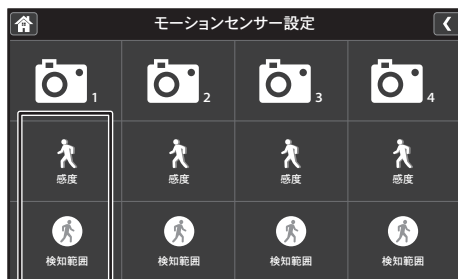 モーションセンサー設定
1 2 3 4
感度 感度 感度 感度
検知範囲 検知範囲 検知範囲 検知範囲